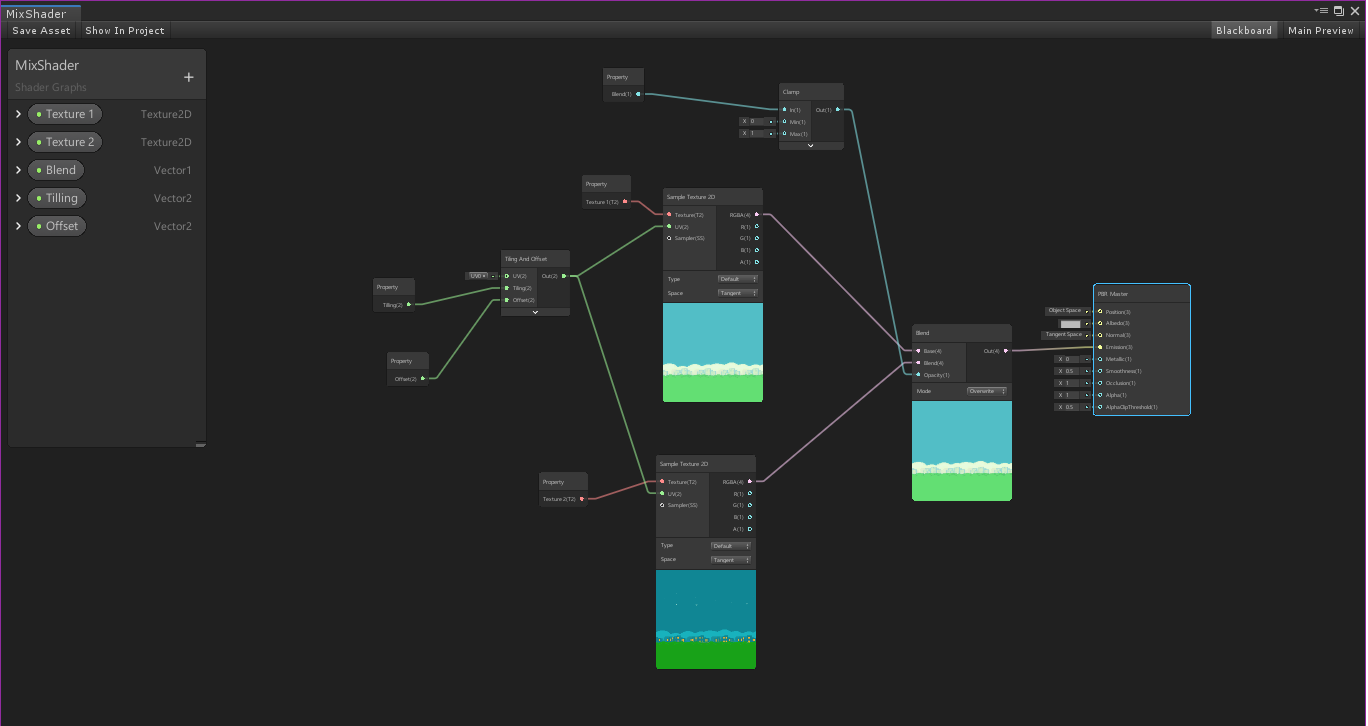 MixShader
Save Asset Show In Project Blackboard Main Preview
MixShader
Shader Graphs
Texture 1 Texture2D
Texture 2 Texture2D
Blend Vector1
Tilling Vector2
Offset Vector2
Property
Blend(1)
Clamp
In(1) Out(1)
X 0 Min(1)
X 1 Max(1)
Property
Texture 1(T2)
Sample Texture 2D
Texture(T2) RGBA(4)
UV(2) R(1)
Sampler(SS) G(1)
B(1)
A(1)
Type Default
Space Tangent
Tiling And Offset
UV0 UV(2) Out(2)
Tiling(2)
Offset(2)
Property
Tilling(2)
Property
Offset(2)
Property
Texture 2(T2)
Sample Texture 2D
Texture(T2) RGBA(4)
UV(2) R(1)
Sampler(SS) G(1)
B(1)
A(1)
Type Default
Space Tangent
Blend
Base(4) Out(4)
Blend(4)
Opacity(1)
Mode Overwrite
PBR Master
Object Space Position(3)
Albedo(3)
Tangent Space Normal(3)
Emission(3)
X 0 Metallic(1)
X 0.5 Smoothness(1)
X 1 Occlusion(1)
X 1 Alpha(1)
X 0.5 AlphaClipThreshold(1)